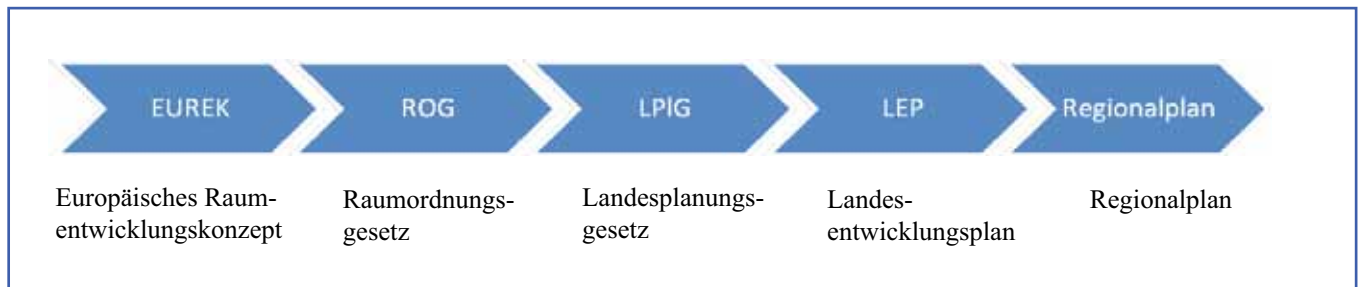 EUREK
ROG
LPlG
LEP
Regionalplan
Europäisches Raum-
entwicklungskonzept
Raumordnungs-
gesetz
Landesplanungs-
gesetz
Landes-
entwicklungsplan
Regionalplan